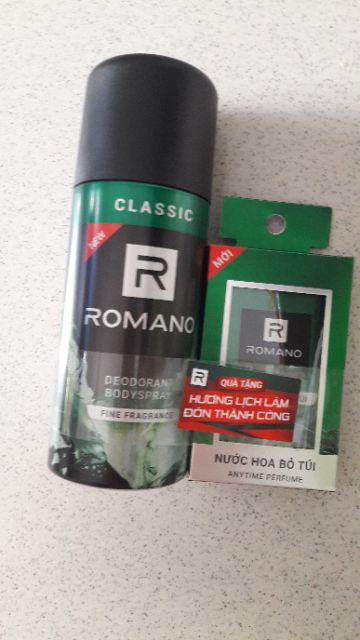 CLASSIC
NEW
R
ROMANO
DEODORANT
BODYSPRAY
FINE FRAGRANCE
MỚI
R
ROMANO
R
QUÀ TẶNG
HƯƠNG LỊCH LÃM
ĐÓN THÀNH CÔNG
NƯỚC HOA BỎ TÚI
ANYTIME PERFUME